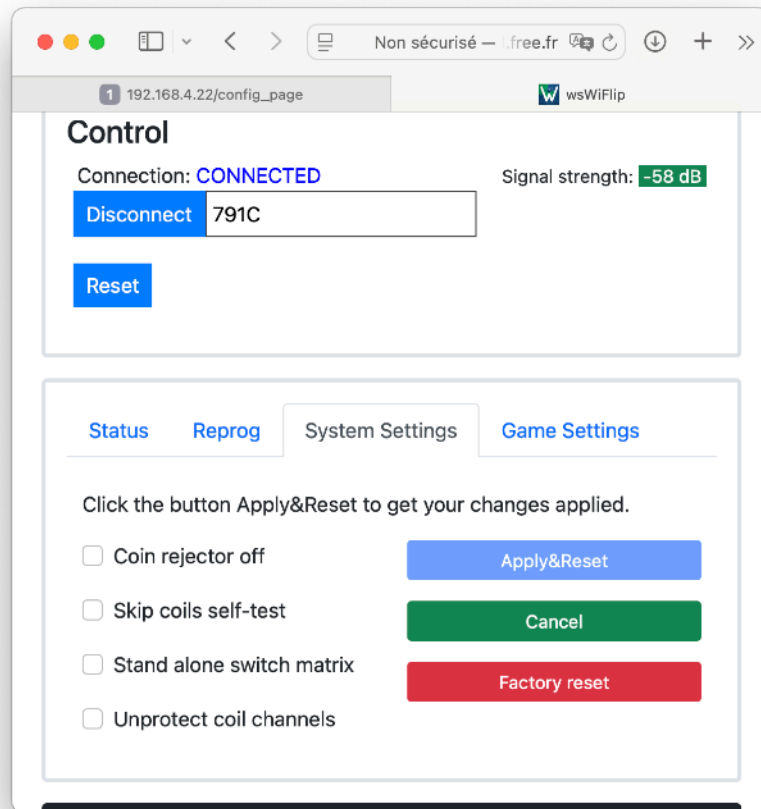 Non sécurisé — .free.fr
1 192.168.4.22/config_page
wsWiFlip
Control
Connection: CONNECTED
Signal strength: -58 dB
Disconnect 791C
Reset
Status Reprog System Settings Game Settings
Click the button Apply&Reset to get your changes applied.
Coin rejector off
Apply&Reset
Skip coils self-test
Cancel
Stand alone switch matrix
Factory reset
Unprotect coil channels